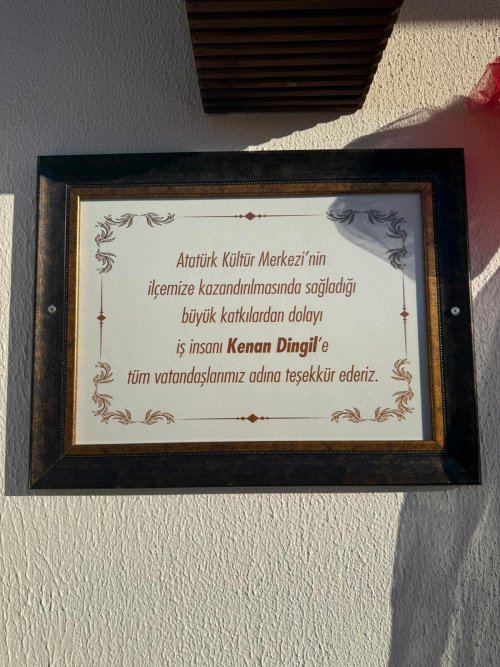 Atatürk Kültür Merkezi'nin
ilçemize kazandırılmasında sağladığı
büyük katkılardan dolayı
iş insanı Kenan Dingil'e
tüm vatandaşlarımız adına teşekkür ederiz.